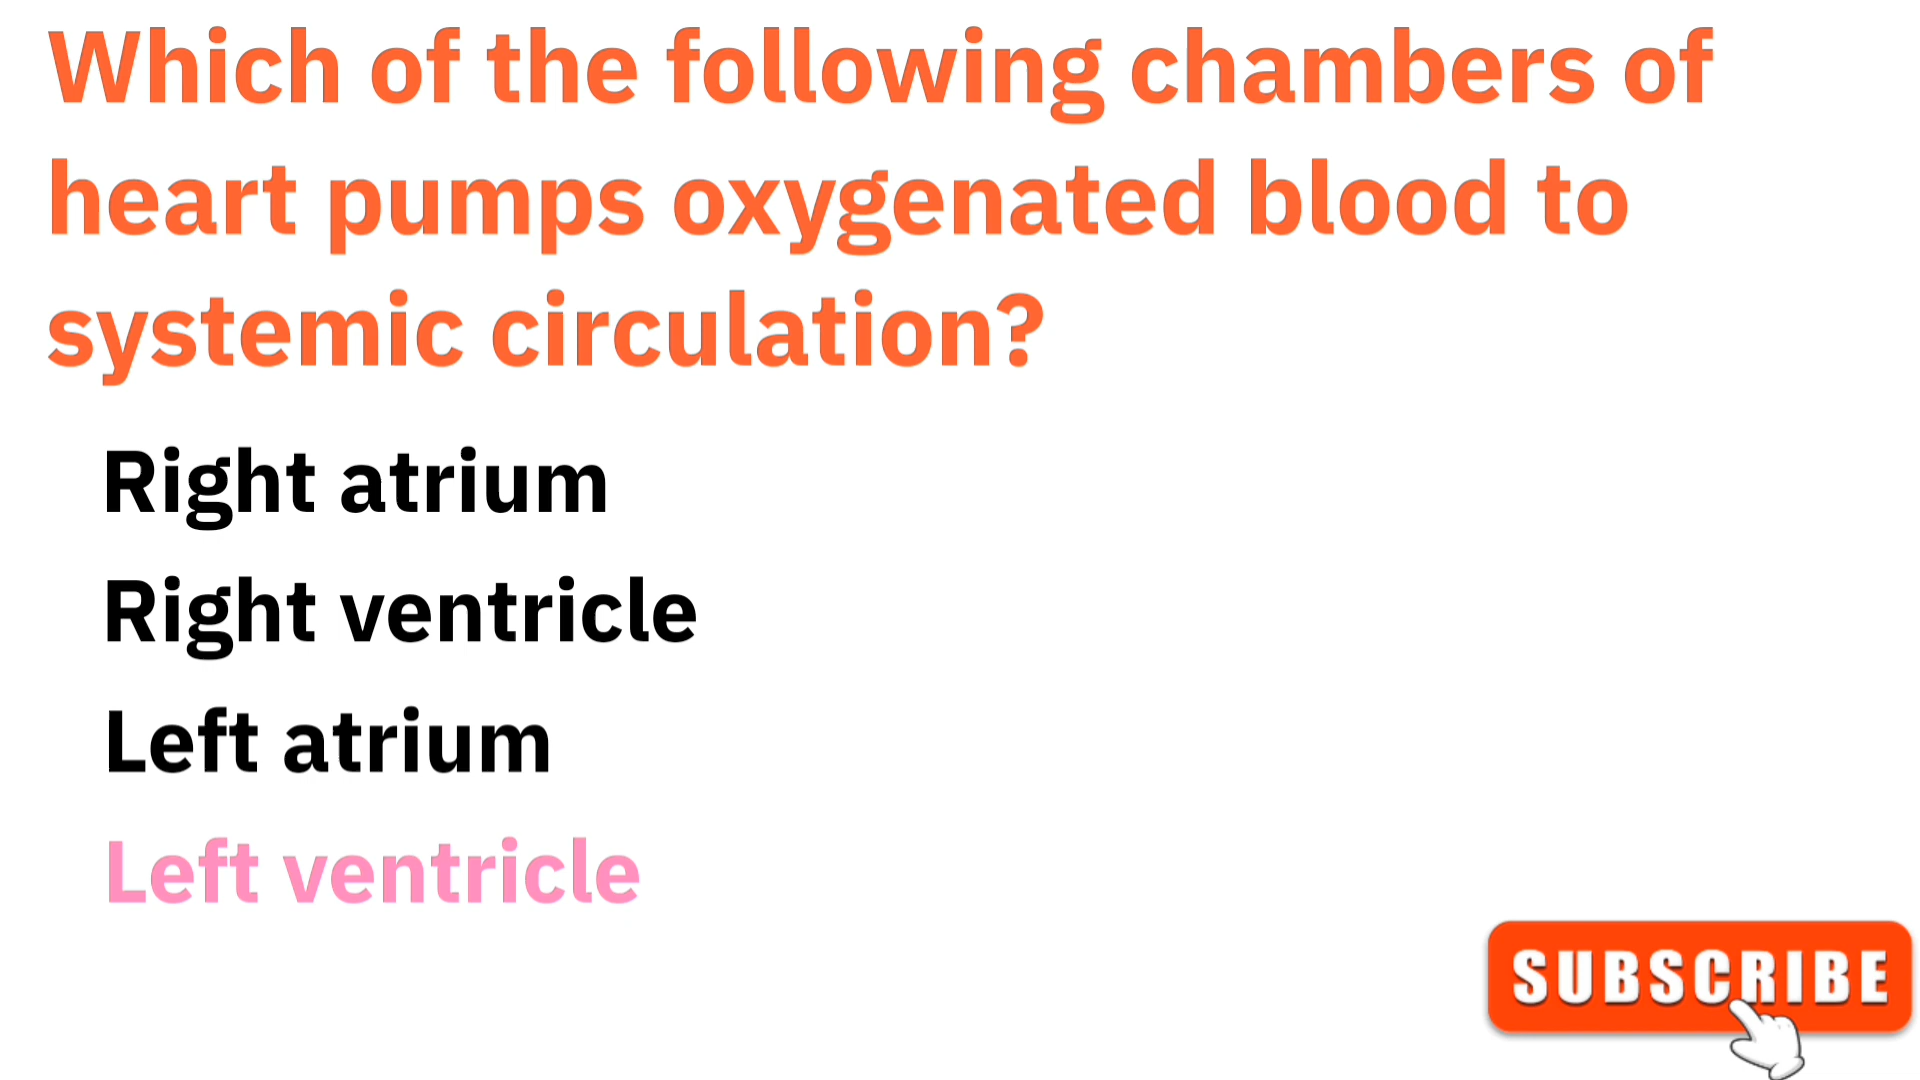 Which of the following chambers of
heart pumps oxygenated blood to
systemic circulation?
Right atrium
Right ventricle
Left atrium
Left ventricle
SUBSCRIBE